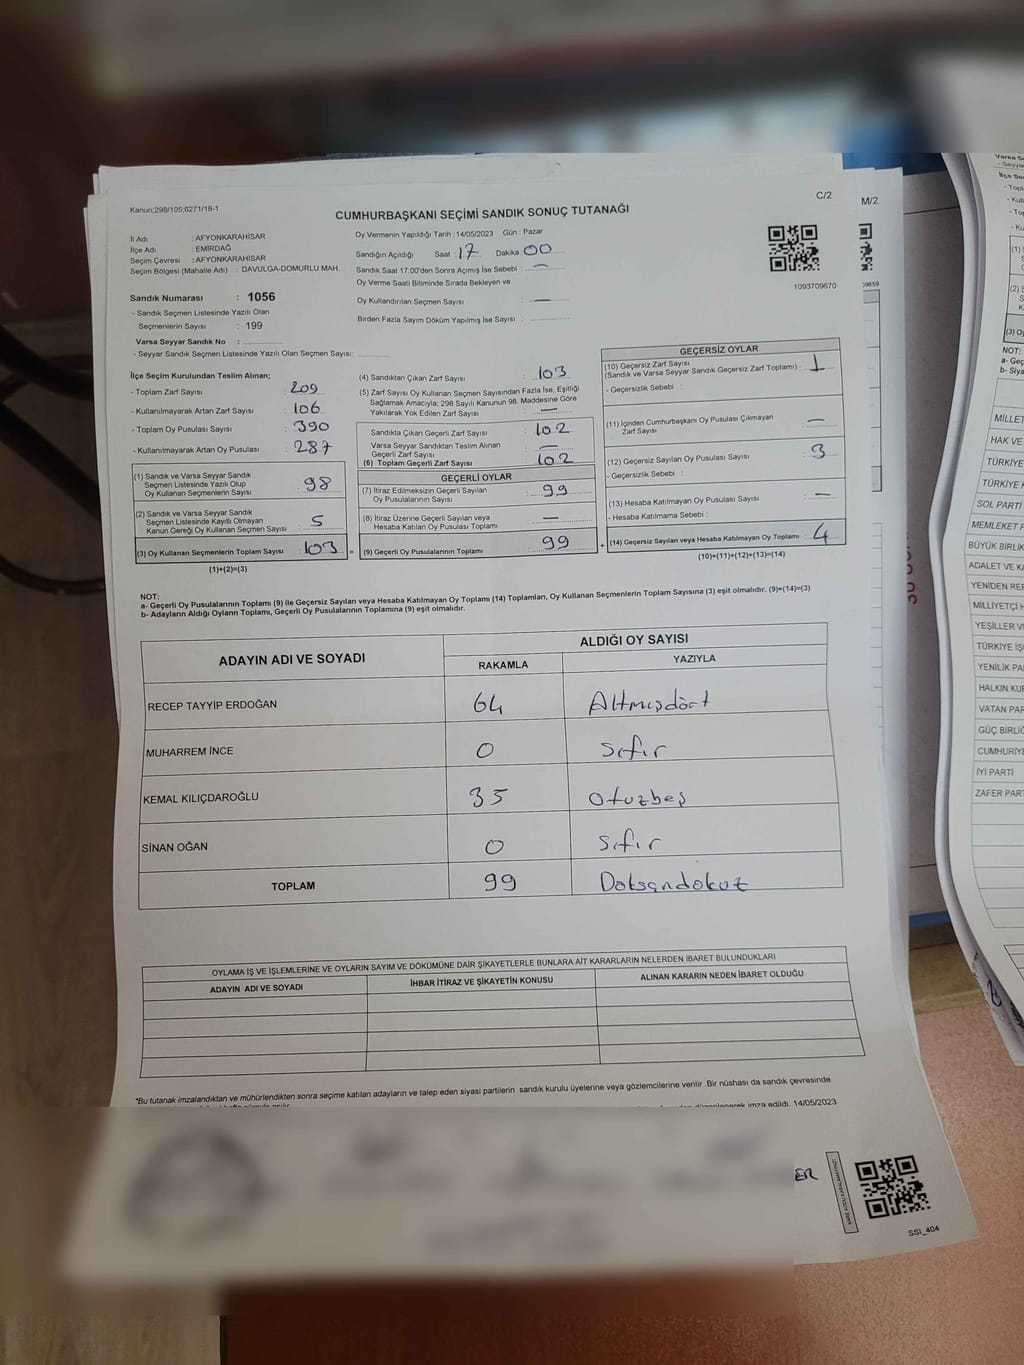 Kanun;298/105;6271/18-1
C/2
CUMHURBAŞKANI SEÇİMİ SANDIK SONUÇ TUTANAĞI
İl Adı : AFYONKARAHİSAR
İlçe Adı : EMİRDAĞ
Seçim Çevresi : AFYONKARAHİSAR
Seçim Bölgesi (Mahalle Adı) : DAVULGA-DOMURLU MAH.
Sandık Numarası : 1056
- Sandık Seçmen Listesinde Yazılı Olan
Seçmenlerin Sayısı : 199
Varsa Seyyar Sandık No :
- Seyyar Sandık Seçmen Listesinde Yazılı Olan Seçmen Sayısı:
Oy Vermenin Yapıldığı Tarih : 14/05/2023 Gün : Pazar
Sandığın Açıldığı Saat : 17 Dakika 00
Sandık Saat 17.00'den Sonra Açılmış İse Sebebi : —
Oy Verme Saati Bitiminde Sırada Bekleyen ve
Oy Kullandırılan Seçmen Sayısı : —
Birden Fazla Sayım Döküm Yapılmış İse Sayısı :
1093709670
İlçe Seçim Kurulundan Teslim Alınan;
- Toplam Zarf Sayısı : 209
- Kullanılmayarak Artan Zarf Sayısı : 106
- Toplam Oy Pusulası Sayısı : 390
- Kullanılmayarak Artan Oy Pusulası : 287
(1) Sandık ve Varsa Seyyar Sandık
Seçmen Listesinde Yazılı Olup
Oy Kullanan Seçmenlerin Sayısı : 98
(2) Sandık ve Varsa Seyyar Sandık
Seçmen Listesinde Kayıtlı Olmayan
Kanun Gereği Oy Kullanan Seçmen Sayısı : 5
(3) Oy Kullanan Seçmenlerin Toplam Sayısı : 103 =
(1)+(2)=(3)
(4) Sandıktan Çıkan Zarf Sayısı : 103
(5) Zarf Sayısı Oy Kullanan Seçmen Sayısından Fazla İse, Eşitliği
Sağlamak Amacıyla; 298 Sayılı Kanunun 98. Maddesine Göre
Yakılarak Yok Edilen Zarf Sayısı : —
Sandıkta Çıkan Geçerli Zarf Sayısı : 102
Varsa Seyyar Sandıktan Teslim Alınan
Geçerli Zarf Sayısı : —
(6) Toplam Geçerli Zarf Sayısı : 102
GEÇERLİ OYLAR
(7) İtiraz Edilmeksizin Geçerli Sayılan
Oy Pusulalarının Sayısı : 99
(8) İtiraz Üzerine Geçerli Sayılan veya
Hesaba Katılan Oy Pusulası Toplamı : —
(9) Geçerli Oy Pusulalarının Toplamı : 99 +
GEÇERSİZ OYLAR
(10) Geçersiz Zarf Sayısı
(Sandık ve Varsa Seyyar Sandık Geçersiz Zarf Toplamı) : 1
- Geçersizlik Sebebi :
(11) İçinden Cumhurbaşkanı Oy Pusulası Çıkmayan
Zarf Sayısı : —
(12) Geçersiz Sayılan Oy Pusulası Sayısı : 3
- Geçersizlik Sebebi :
(13) Hesaba Katılmayan Oy Pusulası Sayısı : —
- Hesaba Katılmama Sebebi :
(14) Geçersiz Sayılan veya Hesaba Katılmayan Oy Toplamı : 4
(10)+(11)+(12)+(13)=(14)
NOT:
a- Geçerli Oy Pusulalarının Toplamı (9) ile Geçersiz Sayılan veya Hesaba Katılmayan Oy Toplamı (14) Toplamları, Oy Kullanan Seçmenlerin Toplam Sayısına (3) eşit olmalıdır. (9)+(14)=(3)
b- Adayların Aldığı Oyların Toplamı, Geçerli Oy Pusulalarının Toplamına (9) eşit olmalıdır.
ADAYIN ADI VE SOYADI ALDIĞI OY SAYISI
RAKAMLA YAZIYLA
RECEP TAYYİP ERDOĞAN 64 Altmışdört
MUHARREM İNCE 0 sıfır
KEMAL KILIÇDAROĞLU 35 Otuzbeş
SİNAN OĞAN 0 sıfır
TOPLAM 99 Doksandokuz
OYLAMA İŞ VE İŞLEMLERİNE VE OYLARIN SAYIM VE DÖKÜMÜNE DAİR ŞİKAYETLERLE BUNLARA AİT KARARLARIN NELERDEN İBARET BULUNDUKLARI
ADAYIN ADI VE SOYADI İHBAR İTİRAZ VE ŞİKAYETİN KONUSU ALINAN KARARIN NEDEN İBARET OLDUĞU
*Bu tutanak imzalandıktan ve mühürlendikten sonra seçime katılan adayların ve talep eden siyasi partilerin sandık kurulu üyelerine veya gözlemcilerine verilir .Bir nüshası da sandık çevresinde
imza edildi. 14/05/2023
ER
SSI_404
M/2
NOT:
MİLLET
HAK VE
TÜRKİYE
TÜRKİYE
SOL PARTİ
MEMLEKET
BÜYÜK BİRLİK
ADALET VE KA
YENİDEN RE
MİLLİYETÇİ H
YEŞİLLER V
TÜRKİYE İŞ
YENİLİK PA
HALKIN KUR
VATAN PAR
GÜÇ BİRLİĞ
CUMHURİYE
İYİ PARTİ
ZAFER PART